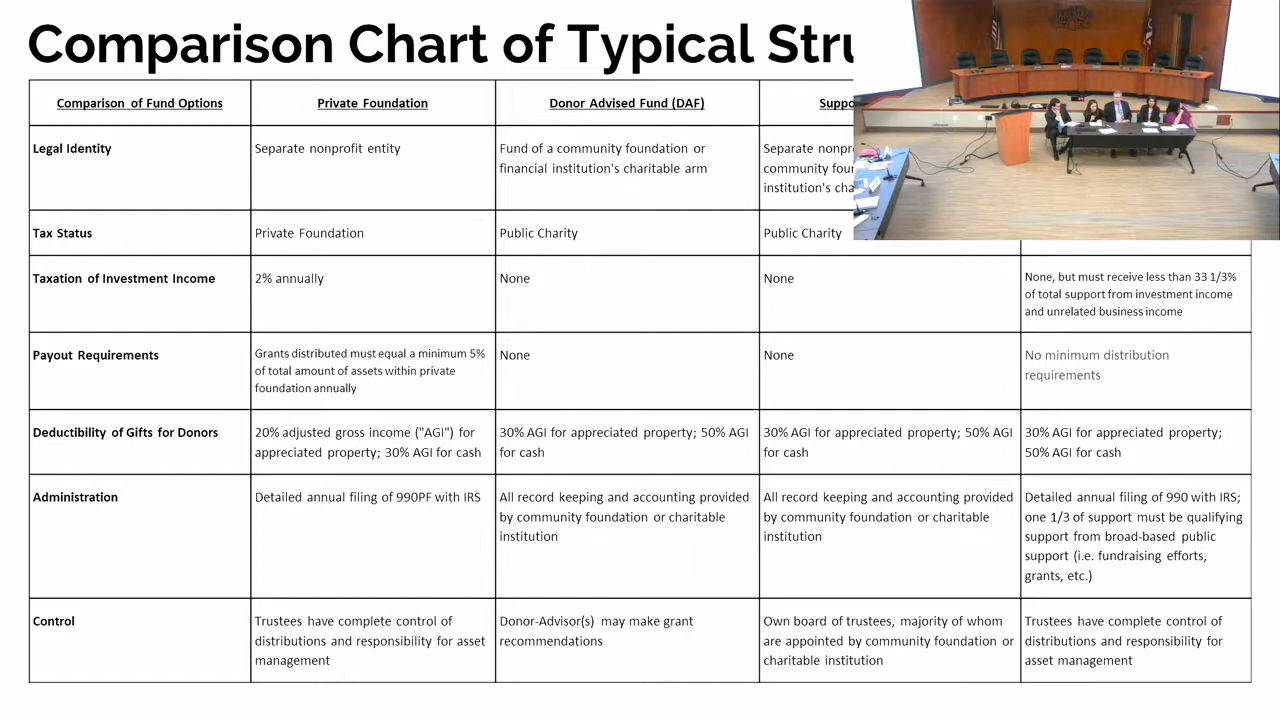 Comparison Chart of Typical Stru
Comparison of Fund Options
Private Foundation
Donor Advised Fund (DAF)
Suppo
Legal Identity
Separate nonprofit entity
Fund of a community foundation or
financial institution's charitable arm
Separate nonpr
community foun
institution's cha
Tax Status
Private Foundation
Public Charity
Public Charity
Taxation of Investment Income
2% annually
None
None
None, but must receive less than 33 1/3%
of total support from investment income
and unrelated business income
Payout Requirements
Grants distributed must equal a minimum 5%
of total amount of assets within private
foundation annually
None
None
No minimum distribution
requirements
Deductibility of Gifts for Donors
20% adjusted gross income ("AGI") for
appreciated property; 30% AGI for cash
30% AGI for appreciated property; 50% AGI
for cash
30% AGI for appreciated property; 50% AGI
for cash
30% AGI for appreciated property;
50% AGI for cash
Administration
Detailed annual filing of 990PF with IRS
All record keeping and accounting provided
by community foundation or charitable
institution
All record keeping and accounting provided
by community foundation or charitable
institution
Detailed annual filing of 990 with IRS;
one 1/3 of support must be qualifying
support from broad-based public
support (i.e. fundraising efforts,
grants, etc.)
Control
Trustees have complete control of
distributions and responsibility for asset
management
Donor-Advisor(s) may make grant
recommendations
Own board of trustees, majority of whom
are appointed by community foundation or
charitable institution
Trustees have complete control of
distributions and responsibility for
asset management